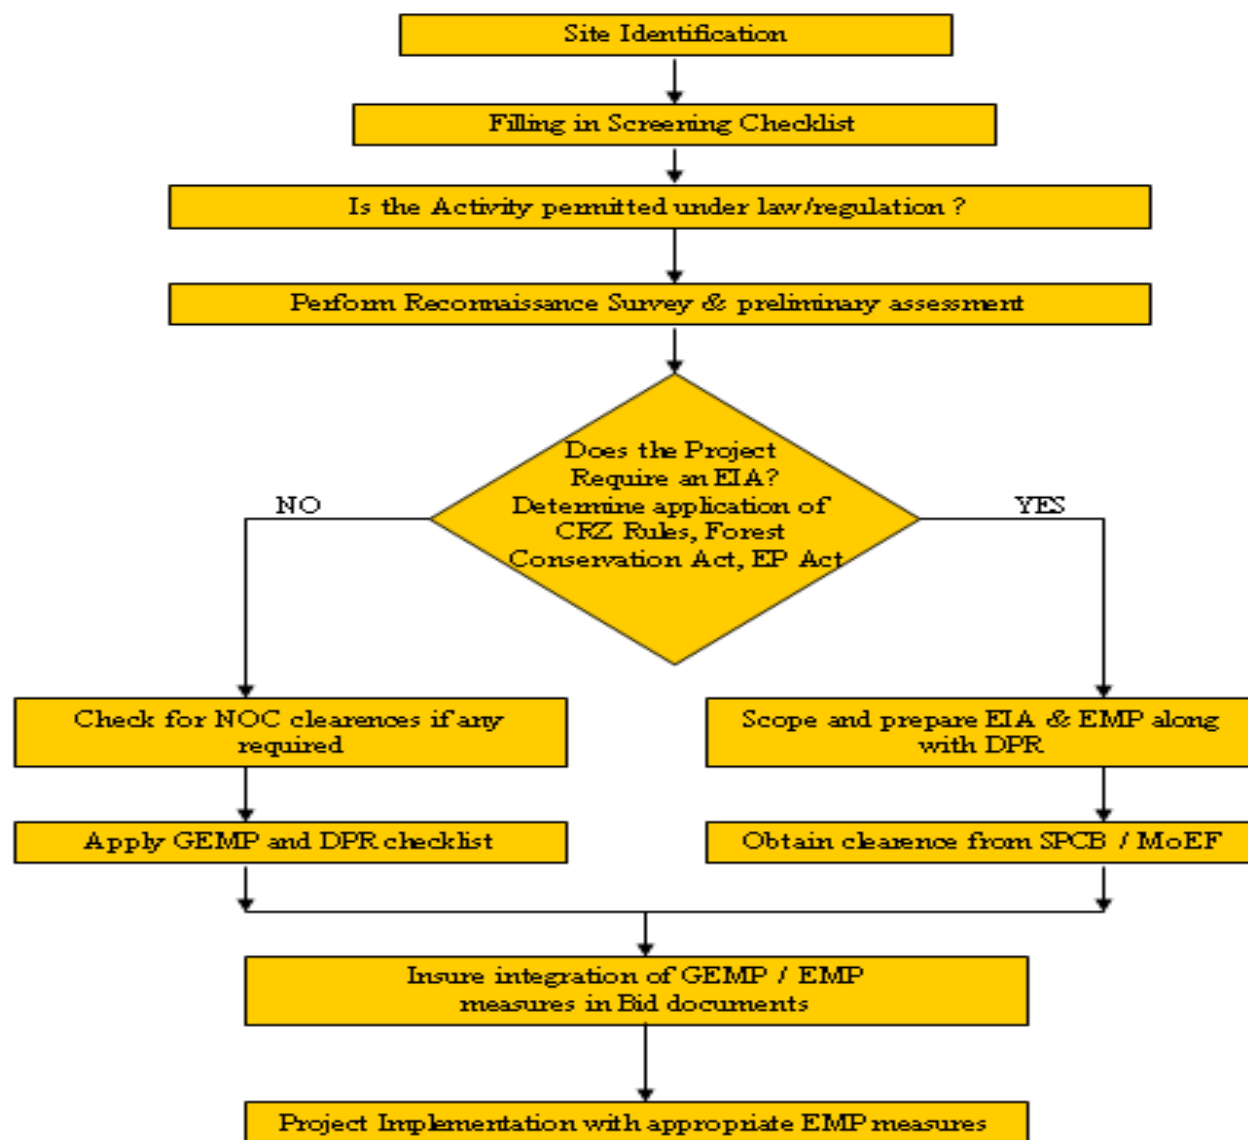 Site Identification
Filling in Screening Checklist
Is the Activity permitted under law/regulation ?
Perform Reconnaissance Survey & preliminary assessment
Does the Project
Require an EIA?
Determine application of
CRZ Rules, Forest
Conservation Act, EP Act
NO
YES
Check for NOC clearences if any
required
Scope and prepare EIA & EMP along
with DPR
Apply GEMP and DPR checklist
Obtain clearence from SPCB / MoEF
Insure integration of GEMP / EMP
measures in Bid documents
Project Implementation with appropriate EMP measures